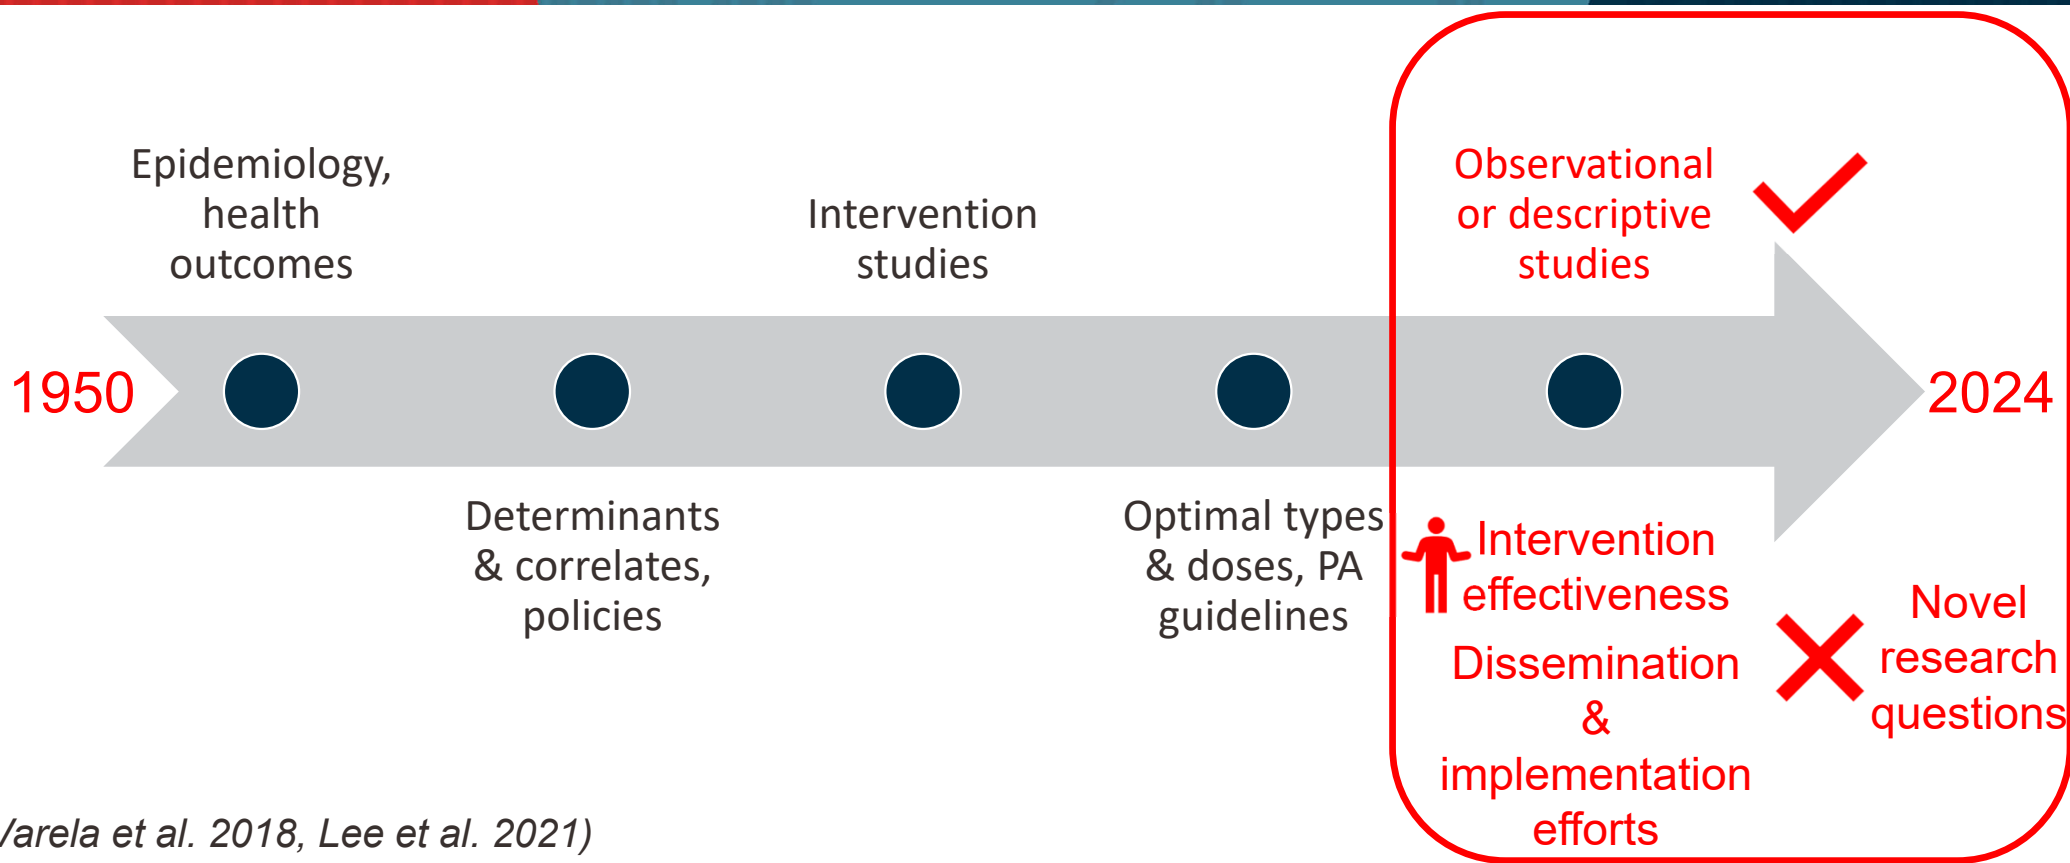 Epidemiology,
health
outcomes
Intervention
studies
Observational
or descriptive
studies
1950
2024
Determinants
& correlates,
policies
Optimal types
& doses, PA
guidelines
Intervention
effectiveness
Dissemination
&
implementation
efforts
Novel
research
questions
Varela et al. 2018, Lee et al. 2021)